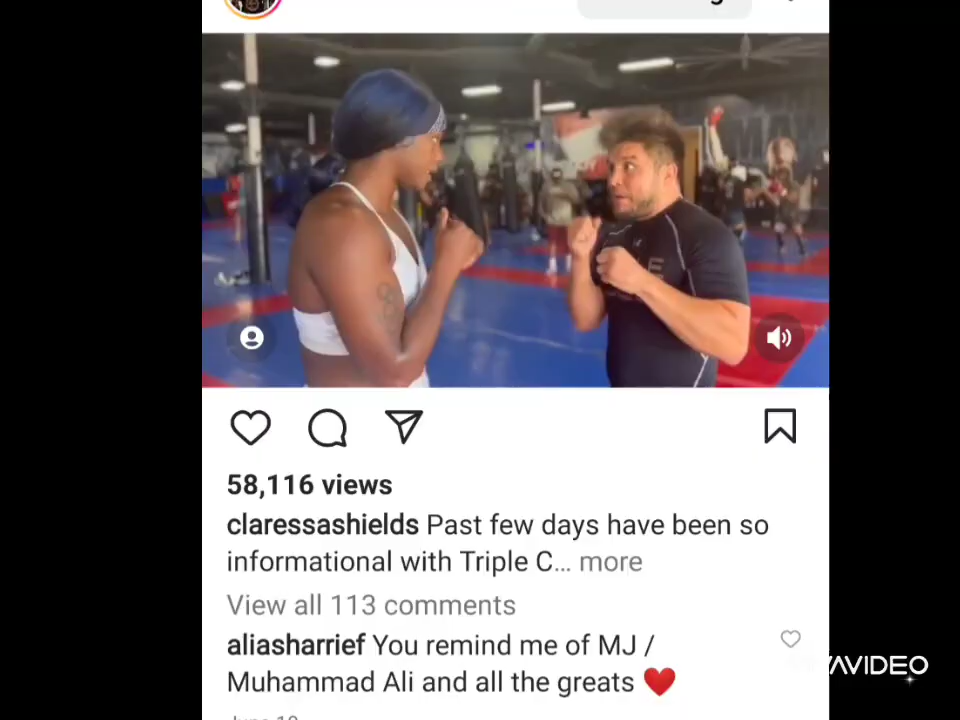 58,116 views
claressashields Past few days have been so
informational with Triple C... more
View all 113 comments
aliasharrief You remind me of MJ /
Muhammad Ali and all the greats ❤️
AVIDEO